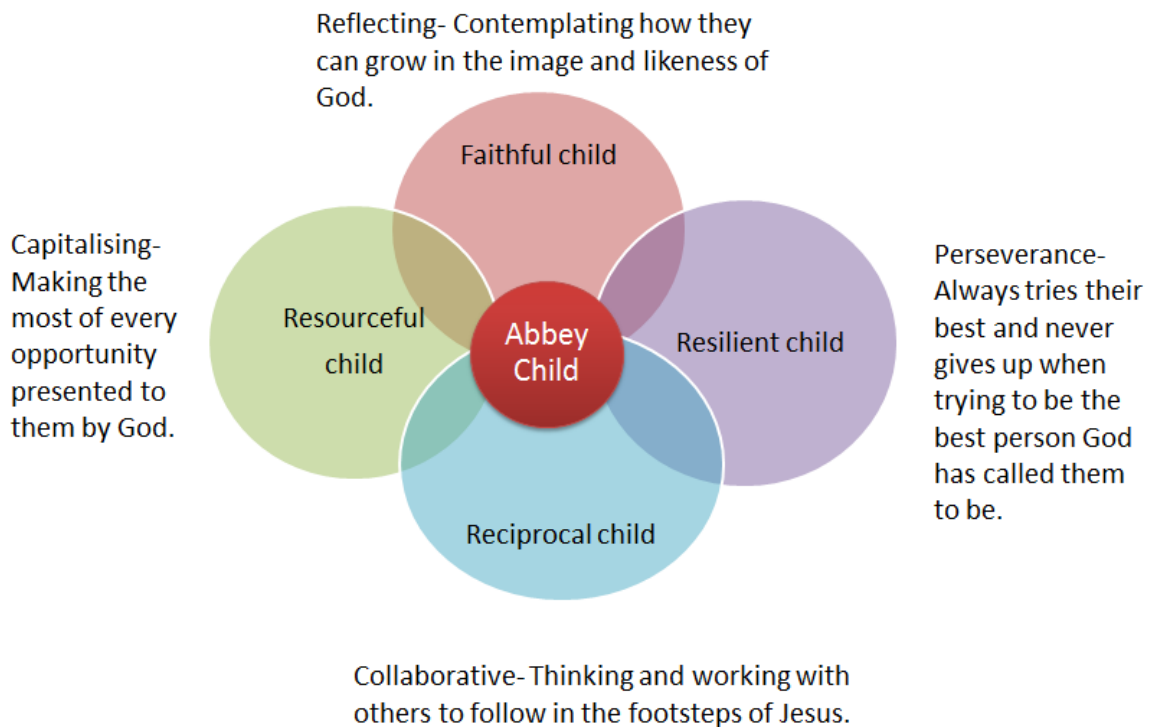 Reflecting- Contemplating how they
can grow in the image and likeness of
God.
Faithful child
Capitalising-
Making the
most of every
opportunity
presented to
them by God.
Resourceful
child
Abbey
Child
Resilient child
Perseverance-
Always tries their
best and never
gives up when
trying to be the
best person God
has called them
to be.
Reciprocal child
Collaborative- Thinking and working with
others to follow in the footsteps of Jesus.